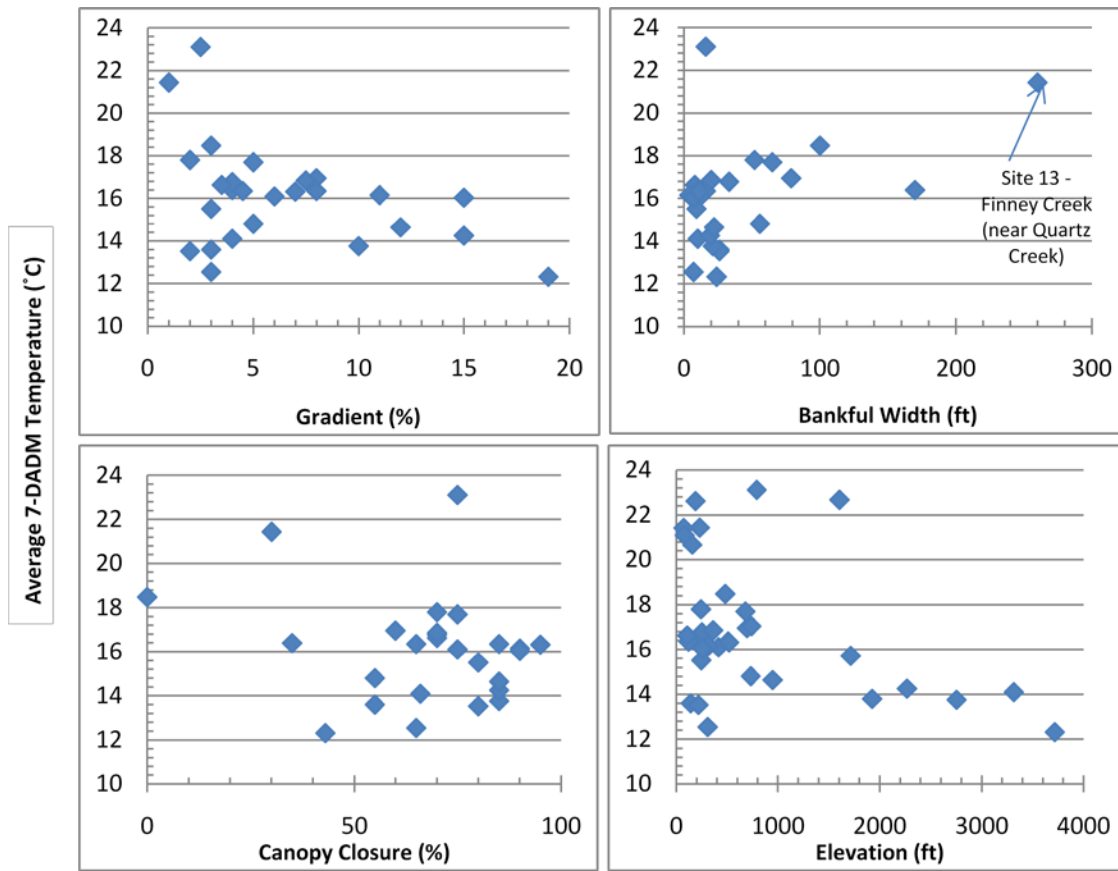 Average 7-DADM Temperature (˚C)
24
22
20
18
16
14
12
10
0 5 10 15 20
Gradient (%)
24
22
20
18
16
14
12
10
Site 13 -
Finney Creek
(near Quartz
Creek)
0 100 200 300
Bankful Width (ft)
24
22
20
18
16
14
12
10
0 50 100
Canopy Closure (%)
24
22
20
18
16
14
12
10
0 1000 2000 3000 4000
Elevation (ft)